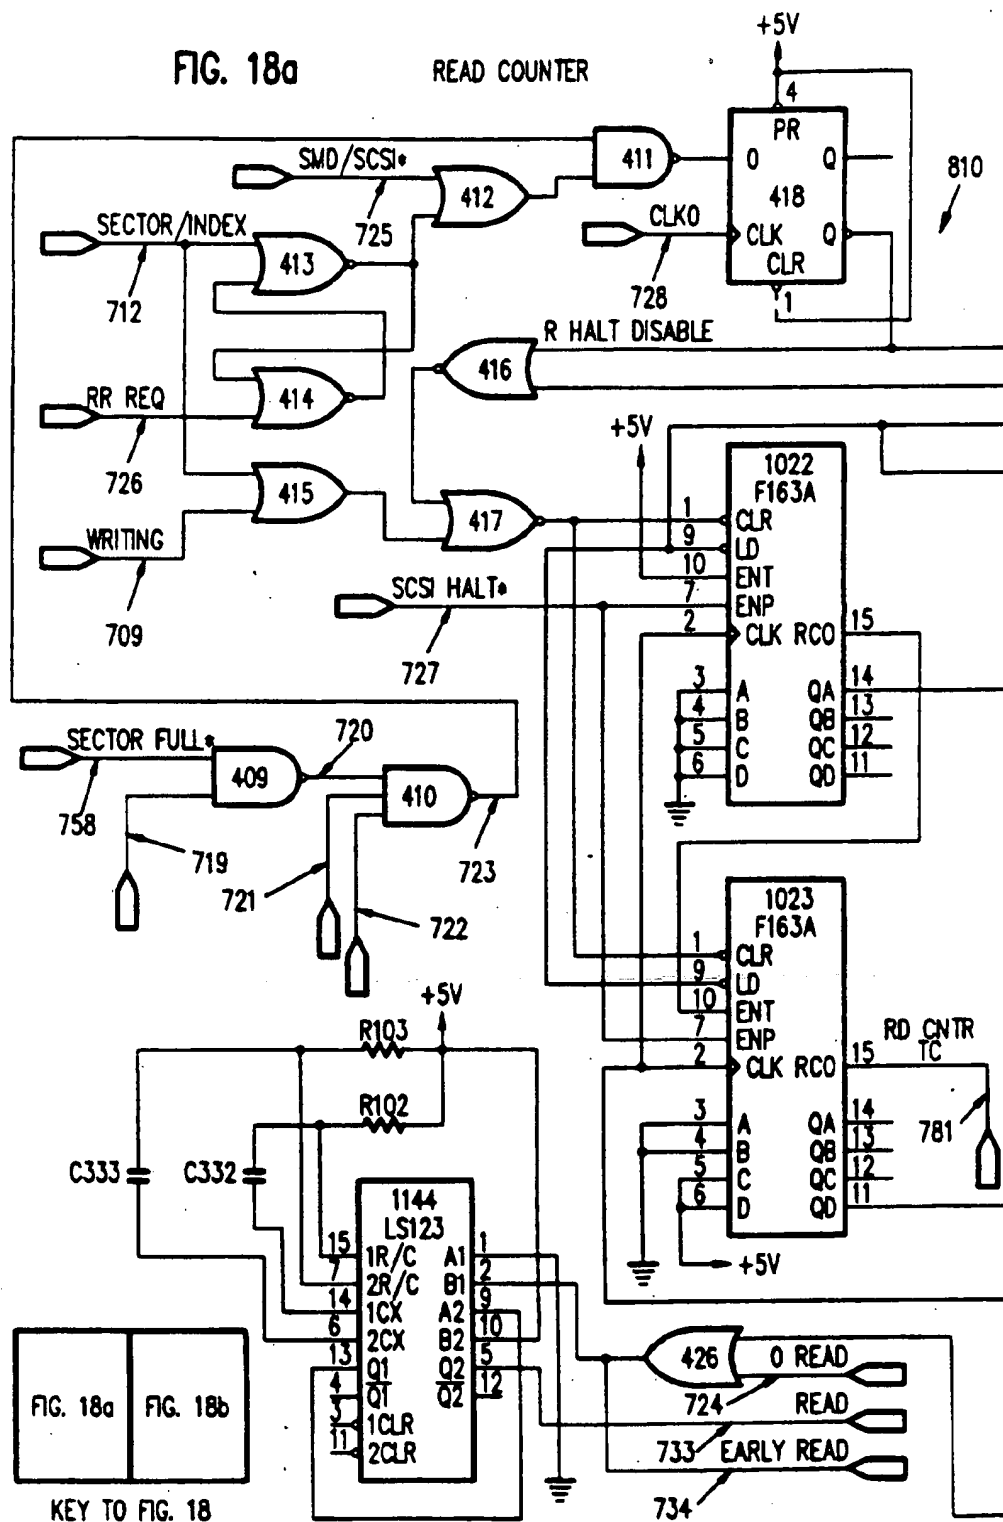 FIG. 18a
READ COUNTER
+5V
4
PR
SMD/SCSI*
411
0
Q
725
412
418
810
SECTOR/INDEX
CLK0
CLK
Q
413
CLR
712
728
1
R HALT DISABLE
416
414
RR REQ
+5V
726
1022
F163A
415
417
1 CLR
WRITING
9 LD
10 ENT
SCSI HALT*
7 ENP
709
2 CLK RCO 15
727
3 A QA 14
4 B QB 13
5 C QC 12
6 D QD 11
SECTOR FULL*
720
409
410
758
719
723
721
722
1023
F163A
1 CLR
9 LD
+5V
10 ENT
RD CNTR
TC
R103
7 ENP
2 CLK RCO 15
R102
3 A QA 14
781
4 B QB 13
C333
C332
5 C QC 12
6 D QD 11
1144
LS123
15 1R/C A1 1
+5V
7 2R/C B1 2
14 1CX A2 9
6 2CX B2 10
13 Q1 Q2 5
4 Q1 Q2 12
3 1CLR
11 2CLR
426
0 READ
724
READ
733
EARLY READ
734
FIG. 18a
FIG. 18b
KEY TO FIG. 18